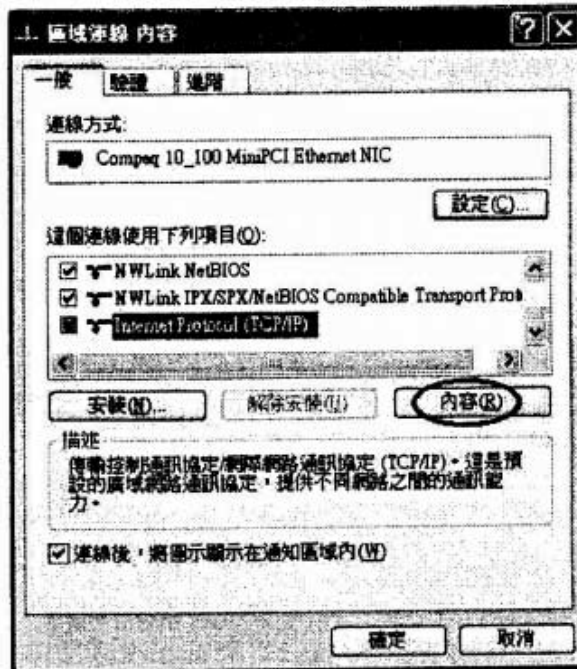 區域連線 內容
一般 驗證 進階
連線方式:
Compaq 10_100 MiniPCI Ethernet NIC
設定(C)...
這個連線使用下列項目(O):
NWLink NetBIOS
NWLink IPX/SPX/NetBIOS Compatible Transport Prot
Internet Protocol (TCP/IP)
安裝(N)... 解除安裝(U) 內容(R)
描述
傳輸控制通訊協定/網際網路通訊協定 (TCP/IP)。這是預
設的廣域網路通訊協定，提供不同網路之間的通訊能
力。
連線後，將圖示顯示在通知區域內(W)
確定 取消